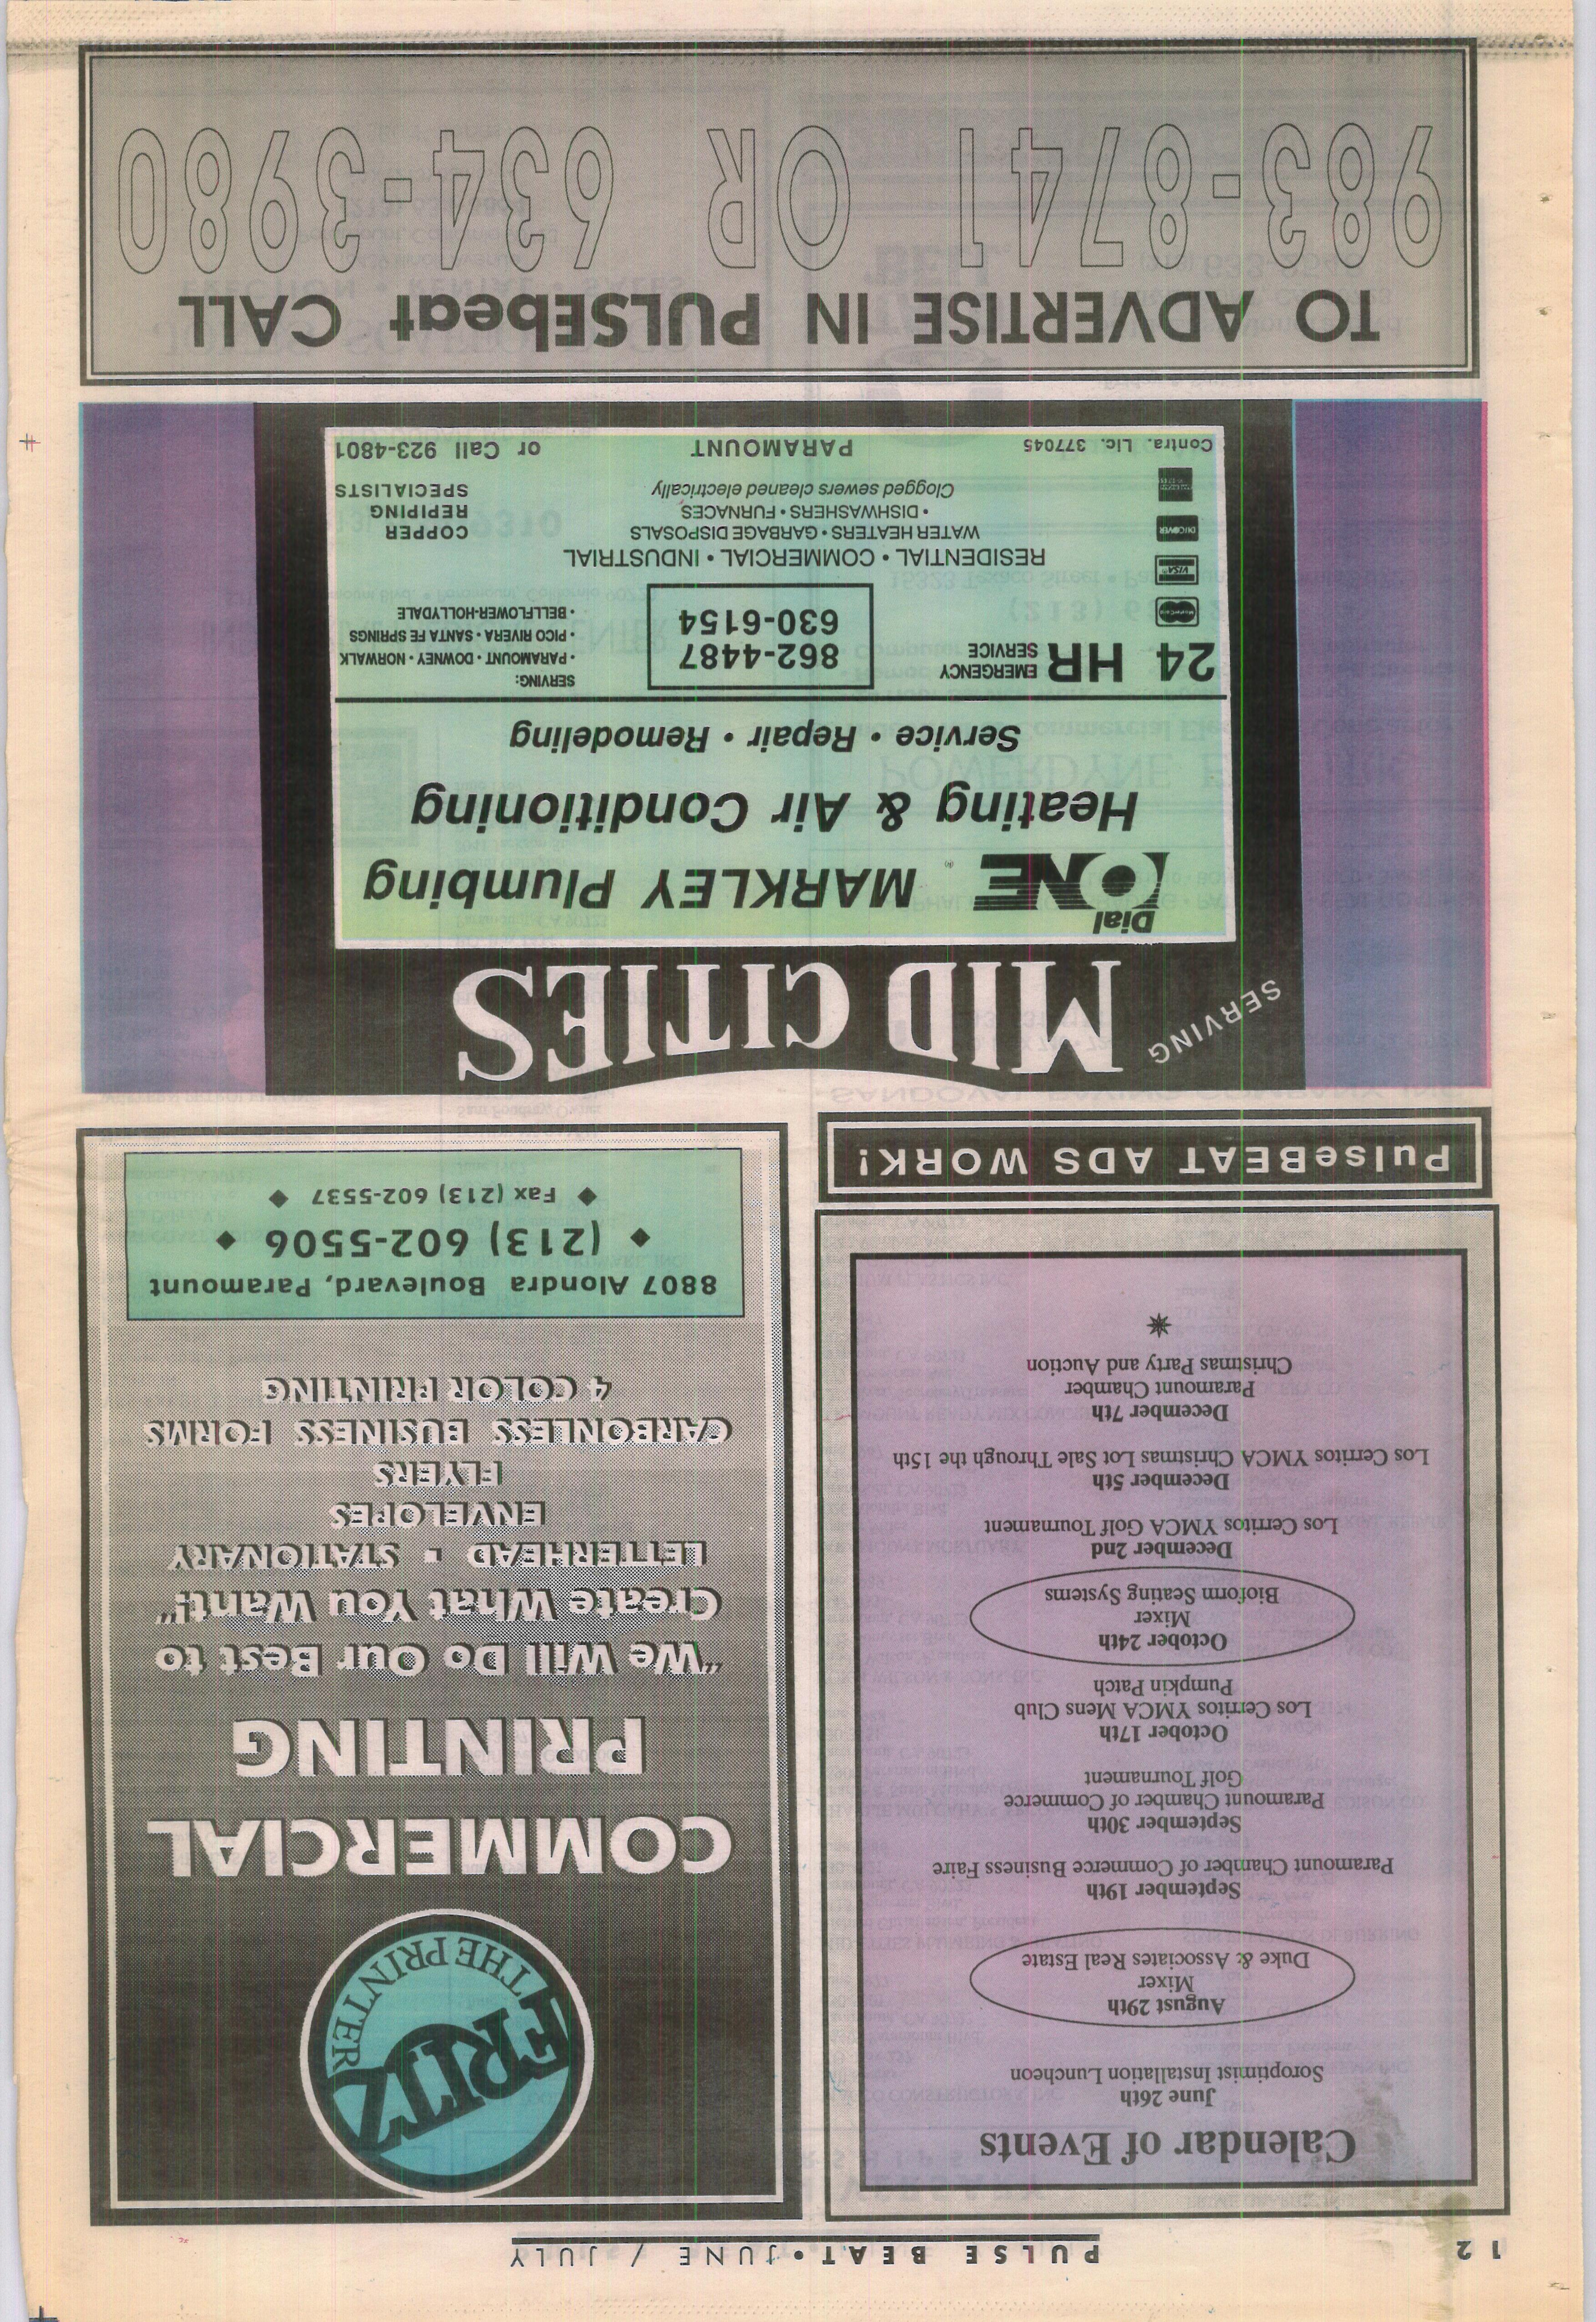 12
PULSE BEAT • JUNE / JULY
Calendar of Events
June 26th
Soroptimist Installation Luncheon
August 29th
Mixer
Duke & Associates Real Estate
September 19th
Paramount Chamber of Commerce Business Faire
September 30th
Paramount Chamber of Commerce
Golf Tournament
October 17th
Los Cerritos YMCA Mens Club
Pumpkin Patch
October 24th
Mixer
Bioform Seating Systems
December 2nd
Los Cerritos YMCA Golf Tournament
December 5th
Los Cerritos YMCA Christmas Lot Sale Through the 15th
December 7th
Paramount Chamber
Christmas Party and Auction
PulseBEAT ADS WORK!
FRITZ
THE PRINTER
COMMERCIAL
PRINTING
"We Will Do Our Best to
Create What You Want!"
LETTERHEAD ▪ STATIONARY
ENVELOPES
FLYERS
CARBONLESS BUSINESS FORMS
4 COLOR PRINTING
8807 Alondra Boulevard, Paramount
◆ (213) 602-5506 ◆
◆ Fax (213) 602-5537 ◆
SERVING
MID CITIES
Dial
ONE ® MARKLEY Plumbing
Heating & Air Conditioning
Service • Repair • Remodeling
24 HR EMERGENCY
SERVICE
862-4487
630-6154
SERVING:
• PARAMOUNT • DOWNEY • NORWALK
• PICO RIVERA • SANTA FE SPRINGS
• BELLFLOWER-HOLLYDALE
MasterCard
VISA
DISCOVER
RESIDENTIAL • COMMERCIAL • INDUSTRIAL
WATER HEATERS • GARBAGE DISPOSALS
• DISHWASHERS • FURNACES
Clogged sewers cleaned electrically
COPPER
REPIPING
SPECIALISTS
Contra. Lic. 377045
PARAMOUNT
or Call 923-4801
TO ADVERTISE IN PULSEbeat CALL
983-8741 OR 634-3980